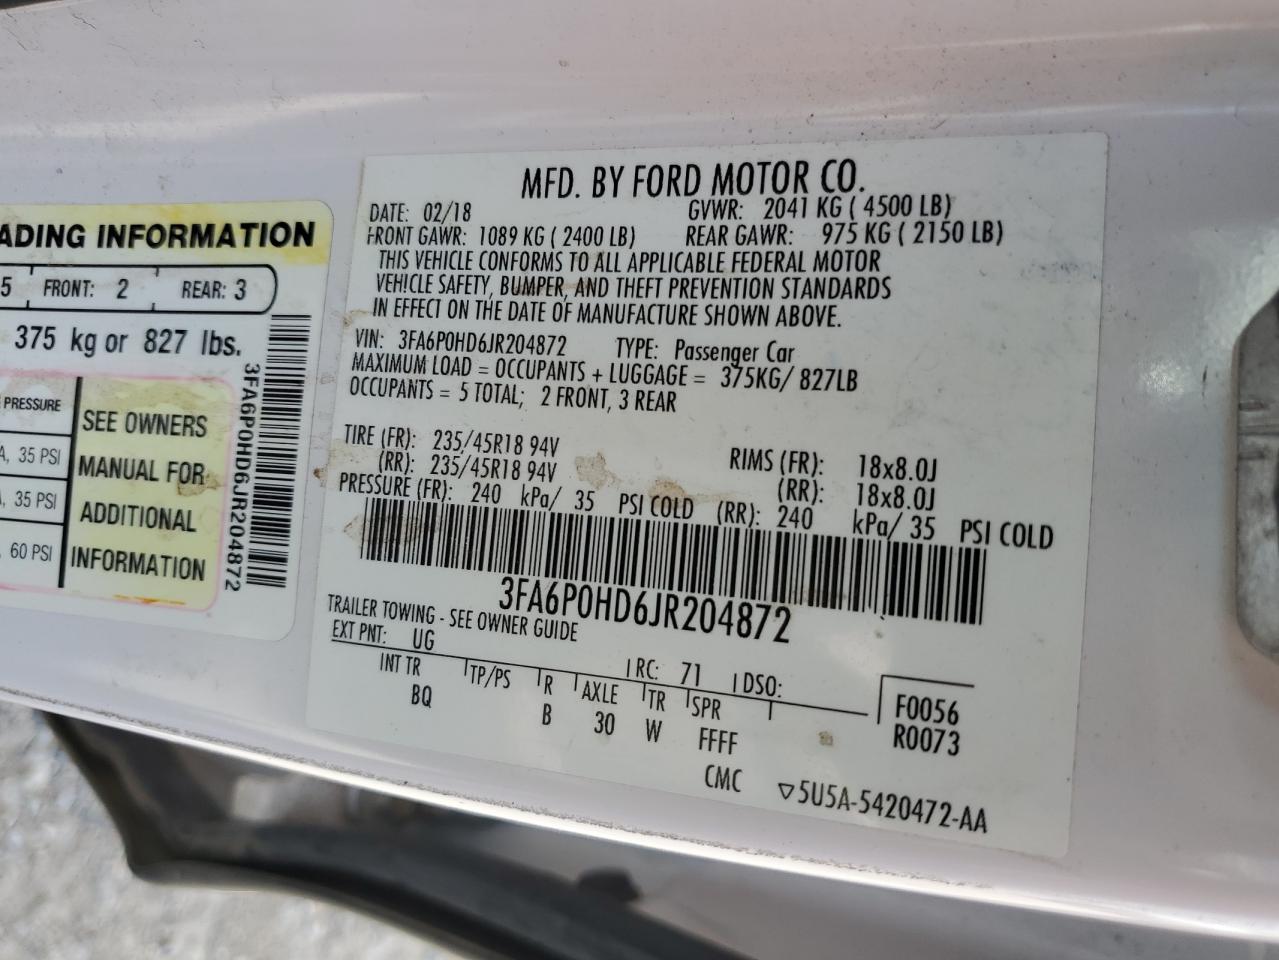 ADING INFORMATION
5 FRONT: 2 REAR: 3
375 kg or 827 lbs.
PRESSURE
35 PSI
35 PSI
60 PSI
SEE OWNERS
MANUAL FOR
ADDITIONAL
INFORMATION
3FA6P0HD6JR204872
MFD. BY FORD MOTOR CO.
DATE: 02/18 GVWR: 2041 KG ( 4500 LB)
FRONT GAWR: 1089 KG ( 2400 LB) REAR GAWR: 975 KG ( 2150 LB)
THIS VEHICLE CONFORMS TO ALL APPLICABLE FEDERAL MOTOR
VEHICLE SAFETY, BUMPER, AND THEFT PREVENTION STANDARDS
IN EFFECT ON THE DATE OF MANUFACTURE SHOWN ABOVE.
VIN: 3FA6P0HD6JR204872 TYPE: Passenger Car
MAXIMUM LOAD = OCCUPANTS + LUGGAGE = 375KG/ 827LB
OCCUPANTS = 5 TOTAL; 2 FRONT, 3 REAR
TIRE (FR): 235/45R18 94V RIMS (FR): 18x8.0J
(RR): 235/45R18 94V (RR): 18x8.0J
PRESSURE (FR): 240 kPa/ 35 PSI COLD (RR): 240 kPa/ 35 PSI COLD
3FA6P0HD6JR204872
TRAILER TOWING - SEE OWNER GUIDE
EXT PNT: UG RC: 71 DSO:
INT TR TP/PS R AXLE TR SPR F0056
BQ B 30 W FFFF R0073
CMC ▽5U5A-5420472-AA